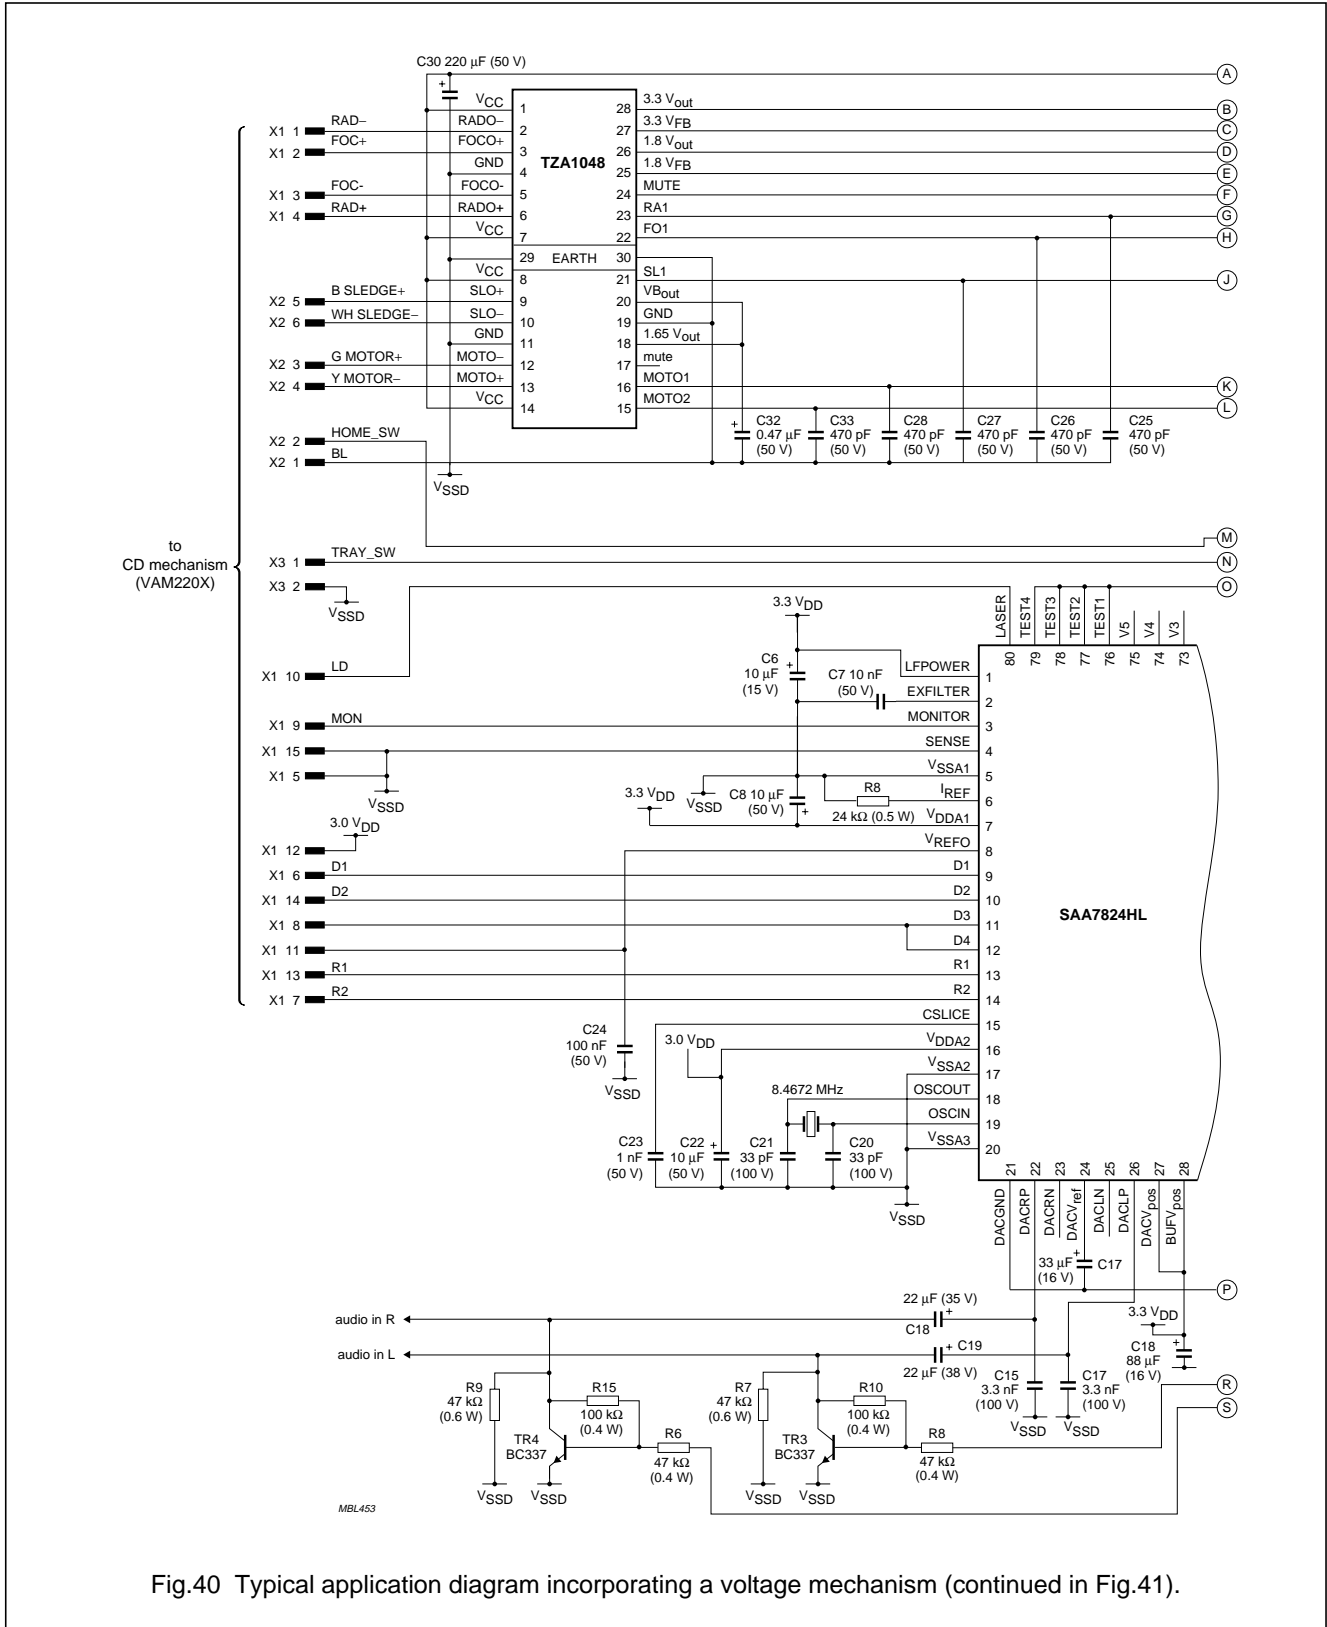 C30 220 µF (50 V)
+
A
VCC 1
28 3.3 Vout B
X1 1 RAD− RADO− 2
27 3.3 VFB C
X1 2 FOC+ FOCO+ 3
TZA1048
26 1.8 Vout D
GND 4
25 1.8 VFB E
X1 3 FOC- FOCO- 5
24 MUTE F
X1 4 RAD+ RADO+ 6
23 RA1 G
VCC 7
22 FO1 H
29 EARTH 30
VCC 8
21 SL1 J
X2 5 B SLEDGE+ SLO+ 9
20 VBout
X2 6 WH SLEDGE− SLO− 10
19 GND
GND 11
18 1.65 Vout
X2 3 G MOTOR+ MOTO− 12
17 mute
X2 4 Y MOTOR− MOTO+ 13
16 MOTO1 K
VCC 14
15 MOTO2 L
X2 2 HOME_SW
X2 1 BL
+
C32 0.47 µF (50 V)
C33 470 pF (50 V)
C28 470 pF (50 V)
C27 470 pF (50 V)
C26 470 pF (50 V)
C25 470 pF (50 V)
VSSD
to
CD mechanism
(VAM220X)
M
X3 1 TRAY_SW N
X3 2 O
VSSD
3.3 VDD
LASER 80
TEST4 79
TEST3 78
TEST2 77
TEST1 76
V5 75
V4 74
V3 73
X1 10 LD
C6 10 µF (15 V) +
C7 10 nF (50 V)
LFPOWER 1
EXFILTER 2
X1 9 MON MONITOR 3
X1 15 SENSE 4
X1 5 VSSA1 5
VSSD
3.3 VDD
VSSD
C8 10 µF (50 V) +
R8
24 kΩ (0.5 W)
IREF 6
VDDA1 7
3.0 VDD
X1 12 VREFO 8
X1 6 D1 D1 9
X1 14 D2 D2 10
X1 8 D3 11
SAA7824HL
X1 11 D4 12
X1 13 R1 R1 13
X1 7 R2 R2 14
CSLICE 15
C24 100 nF (50 V)
VSSD
3.0 VDD
VDDA2 16
VSSA2 17
8.4672 MHz
OSCOUT 18
OSCIN 19
VSSA3 20
C23 1 nF (50 V)
C22 10 µF (50 V) +
C21 33 pF (100 V)
C20 33 pF (100 V)
VSSD
21 DACGND
22 DACRP
23 DACRN
24 DACVref
25 DACLN
26 DACLP
27 DACVpos
28 BUFVpos
33 µF (16 V) + C17
P
22 µF (35 V)
+
C18
audio in R
3.3 VDD
C18 88 µF (16 V) +
audio in L
+ C19
22 µF (38 V)
C15 3.3 nF (100 V)
C17 3.3 nF (100 V)
VSSD
VSSD
R
S
R9 47 kΩ (0.6 W)
R15 100 kΩ (0.4 W)
R7 47 kΩ (0.6 W)
R10 100 kΩ (0.4 W)
TR4 BC337
R6 47 kΩ (0.4 W)
TR3 BC337
R8 47 kΩ (0.4 W)
VSSD
VSSD
VSSD
VSSD
MBL453
Fig.40 Typical application diagram incorporating a voltage mechanism (continued in Fig.41).